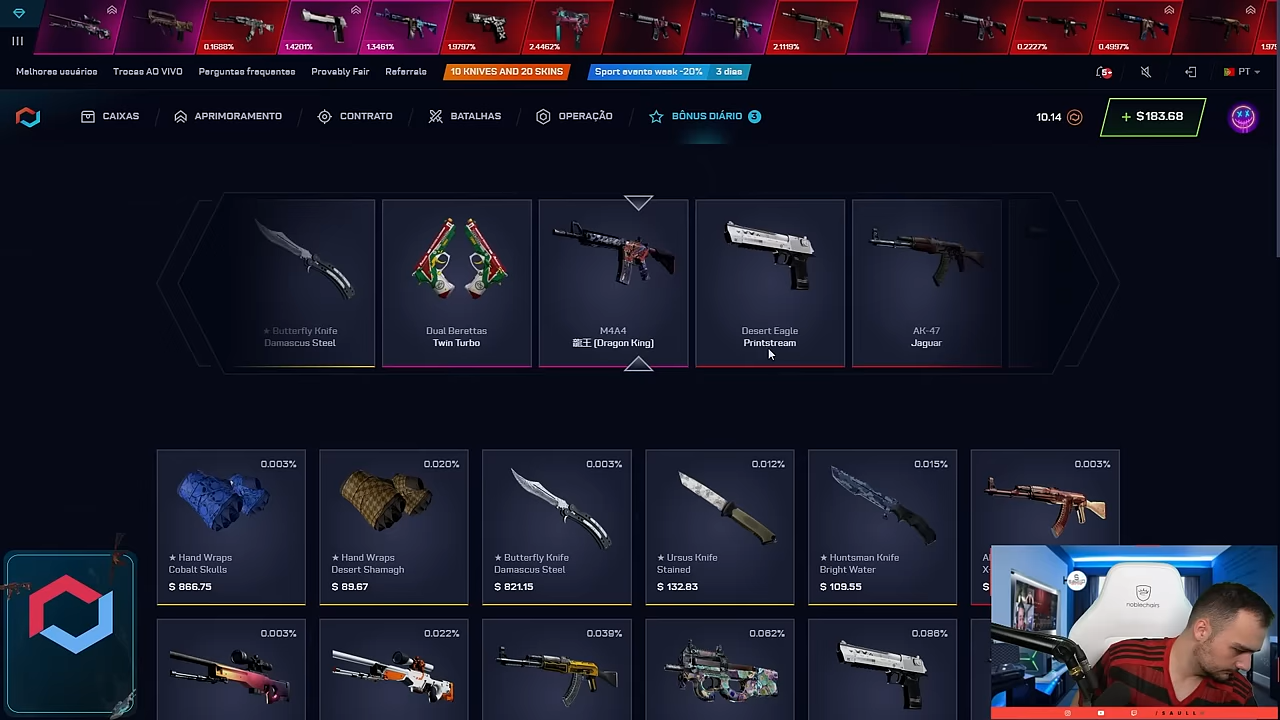 0.1688%
1.4201%
1.3461%
1.9797%
2.4462%
2.1119%
0.2227%
0.4997%
Melhores usuários
Trocas AO VIVO
Perguntas frequentes
Provably Fair
Referrals
10 KNIVES AND 20 SKINS
Sport events week -20%
3 dias
5+
PT
CAIXAS
APRIMORAMENTO
CONTRATO
BATALHAS
OPERAÇÃO
BÔNUS DIÁRIO 3
10.14
+ $183.68
★ Butterfly Knife
Damascus Steel
Dual Berettas
Twin Turbo
M4A4
龍王 (Dragon King)
Desert Eagle
Printstream
AK-47
Jaguar
0.003%
★ Hand Wraps
Cobalt Skulls
$ 866.75
0.020%
★ Hand Wraps
Desert Shamagh
$ 89.67
0.003%
★ Butterfly Knife
Damascus Steel
$ 821.15
0.012%
★ Ursus Knife
Stained
$ 132.83
0.015%
★ Huntsman Knife
Bright Water
$ 109.55
0.003%
0.003%
0.022%
0.039%
0.062%
0.086%
noblechairs